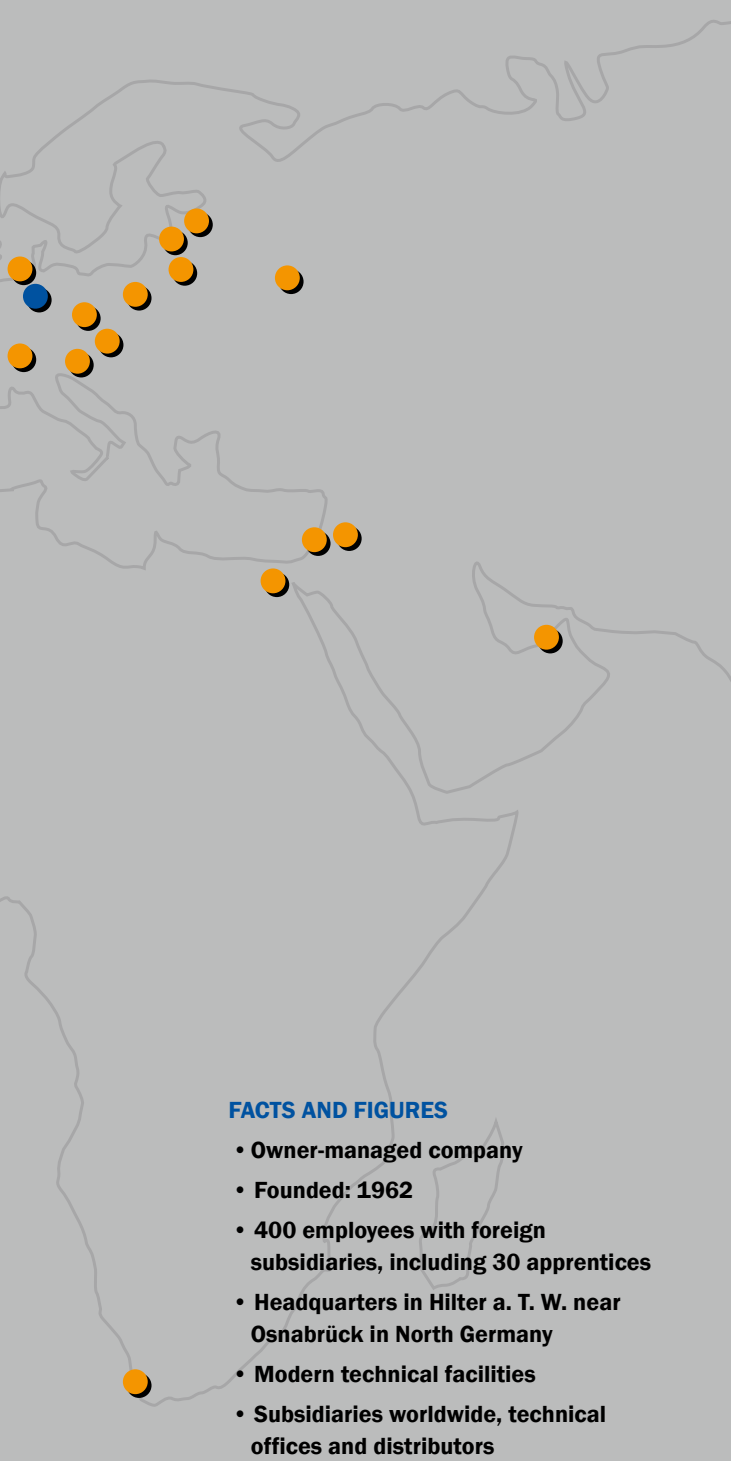 FACTS AND FIGURES
• Owner-managed company
• Founded: 1962
• 400 employees with foreign
subsidiaries, including 30 apprentices
• Headquarters in Hilter a. T. W. near
Osnabrück in North Germany
• Modern technical facilities
• Subsidiaries worldwide, technical
offices and distributors